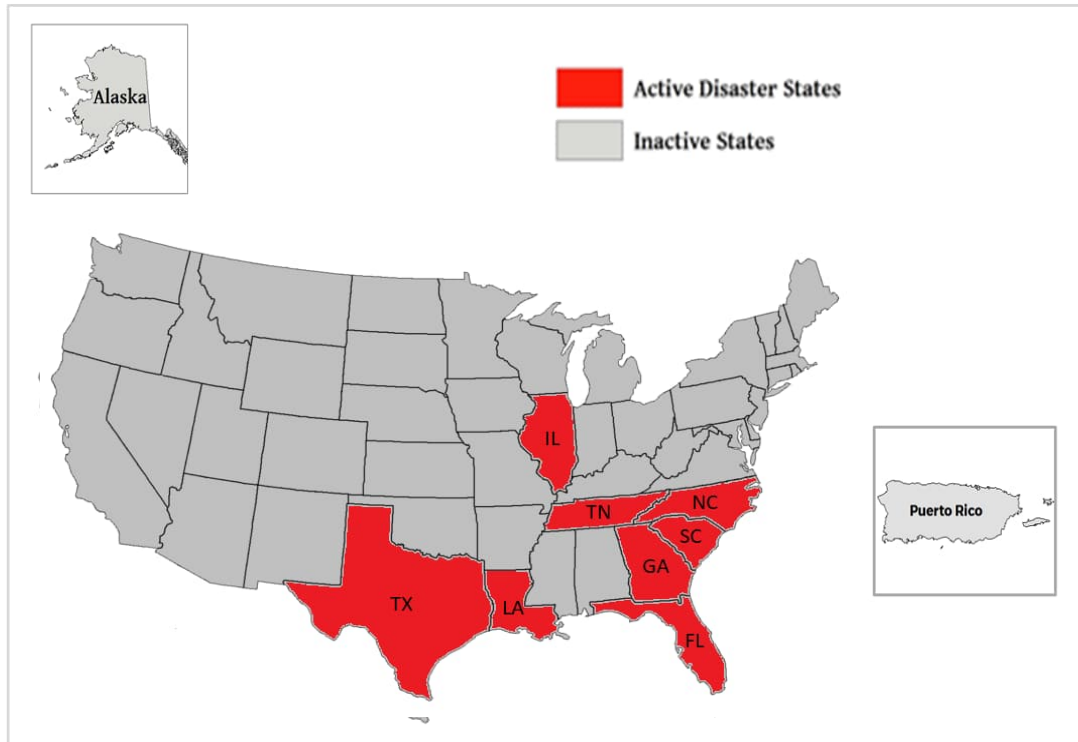 Alaska
Active Disaster States
Inactive States
IL
TN
NC
SC
GA
TX
LA
FL
Puerto Rico